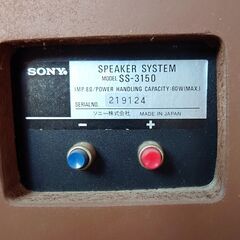 SONY
SPEAKER SYSTEM
MODEL SS-3150
IMP. 8Ω/POWER HANDLING CAPACITY 60W(MAX.)
SERIAL NO. 219124
ソニー株式会社 MADE IN JAPAN
− +